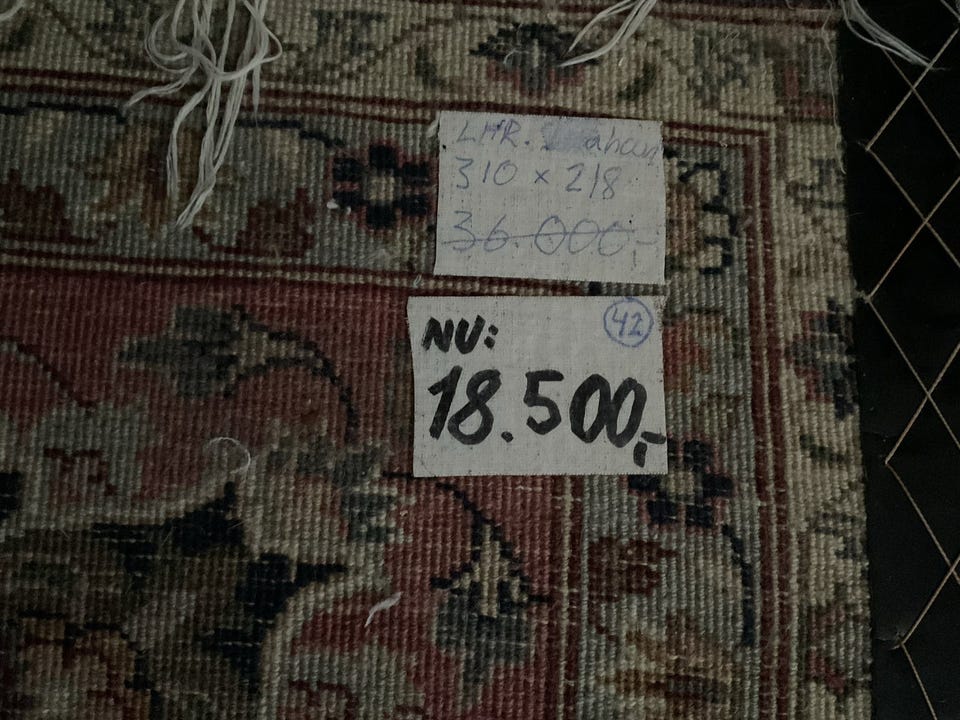 LHR.
310 x 218
36.000,-
NU: 42
18.500,-